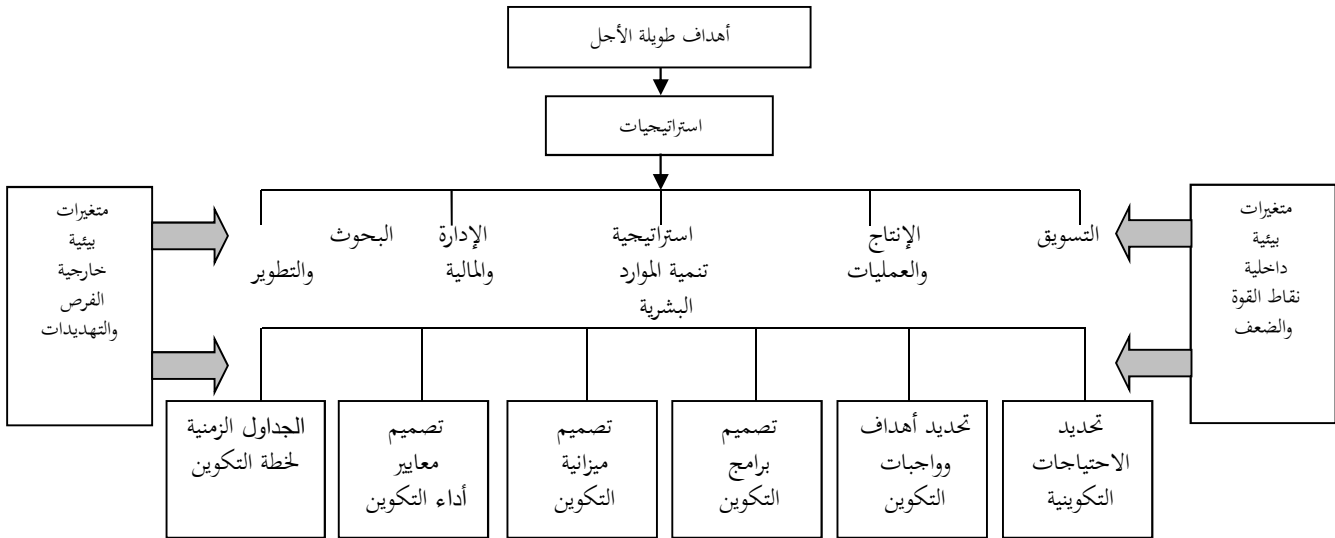 أهداف طويلة الأجل
استراتيجيات
متغيرات
بيئية
داخلية
نقاط القوة
والضعف
التسويق
الإنتاج
والعمليات
استراتيجية
تنمية الموارد
البشرية
الإدارة
والمالية
البحوث
والتطوير
متغيرات
بيئية
خارجية
الفرص
والتهديدات
تحديد
الاحتياجات
التكوينية
تحديد أهداف
وواجبات
التكوين
تصميم
برامج
التكوين
تصميم
ميزانية
التكوين
تصميم
معايير
أداء التكوين
الجداول الزمنية
لخطة التكوين